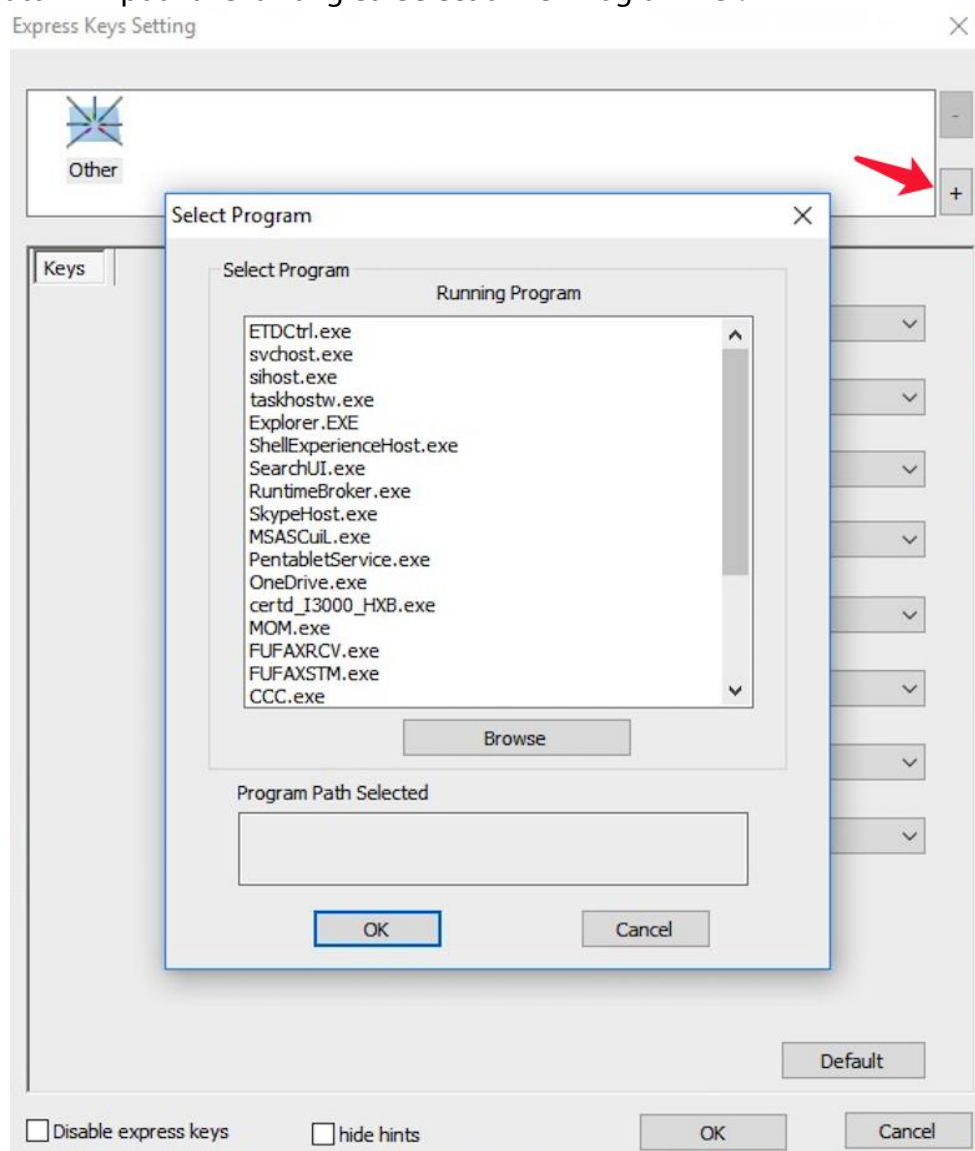 Express Keys Setting
Other
-
+
Select Program
Keys
Select Program
Running Program
ETDCtrl.exe
svchost.exe
sihost.exe
taskhostw.exe
Explorer.EXE
ShellExperienceHost.exe
SearchUI.exe
RuntimeBroker.exe
SkypeHost.exe
MSASCuiL.exe
PentabletService.exe
OneDrive.exe
certd_I3000_HXB.exe
MOM.exe
FUFAXRCV.exe
FUFAXSTM.exe
CCC.exe
Browse
Program Path Selected
OK Cancel
Default
Disable express keys hide hints OK Cancel